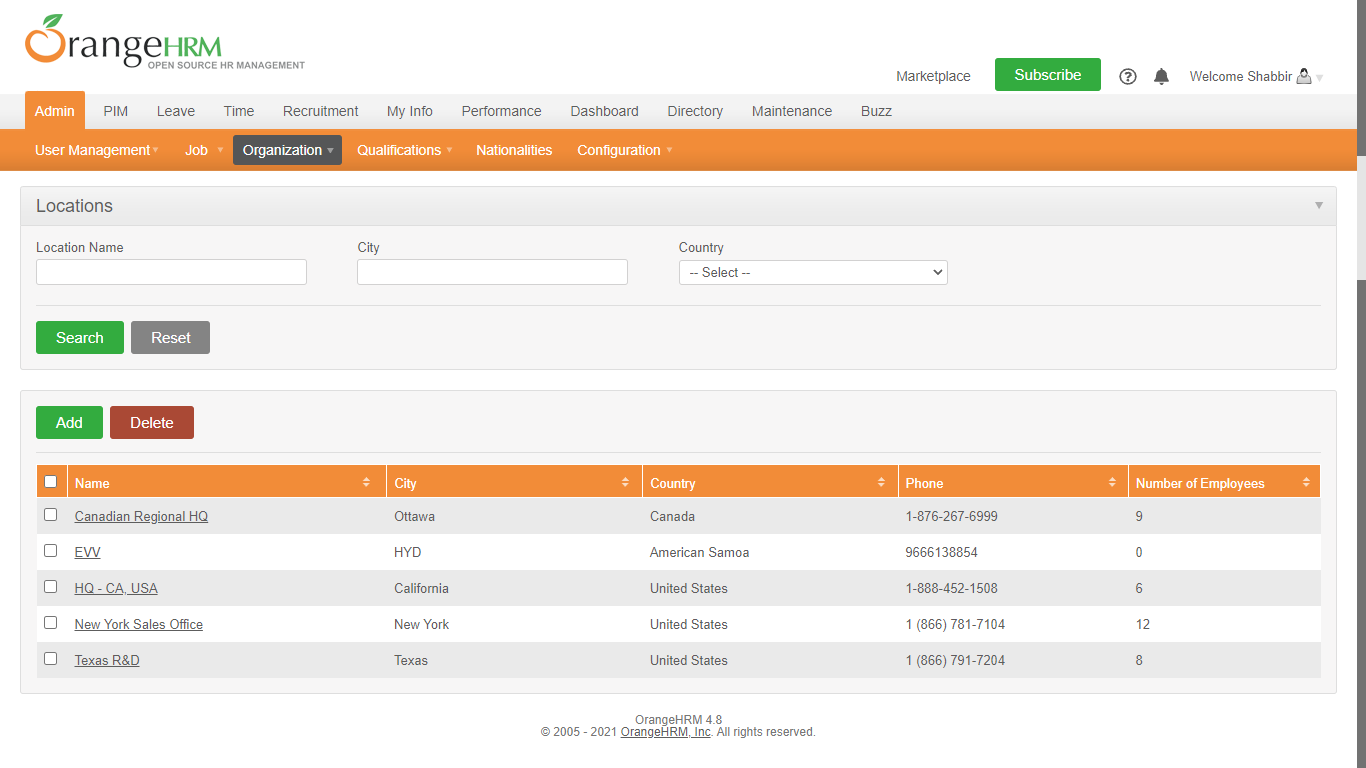 OrangeHRM
OPEN SOURCE HR MANAGEMENT
Marketplace Subscribe Welcome Shabbir
Admin PIM Leave Time Recruitment My Info Performance Dashboard Directory Maintenance Buzz
User Management Job Organization Qualifications Nationalities Configuration
Locations
Location Name City Country
-- Select --
Search Reset
Add Delete
Name City Country Phone Number of Employees
Canadian Regional HQ Ottawa Canada 1-876-267-6999 9
EVV HYD American Samoa 9666138854 0
HQ - CA, USA California United States 1-888-452-1508 6
New York Sales Office New York United States 1 (866) 781-7104 12
Texas R&D Texas United States 1 (866) 791-7204 8
OrangeHRM 4.8
© 2005 - 2021 OrangeHRM, Inc. All rights reserved.